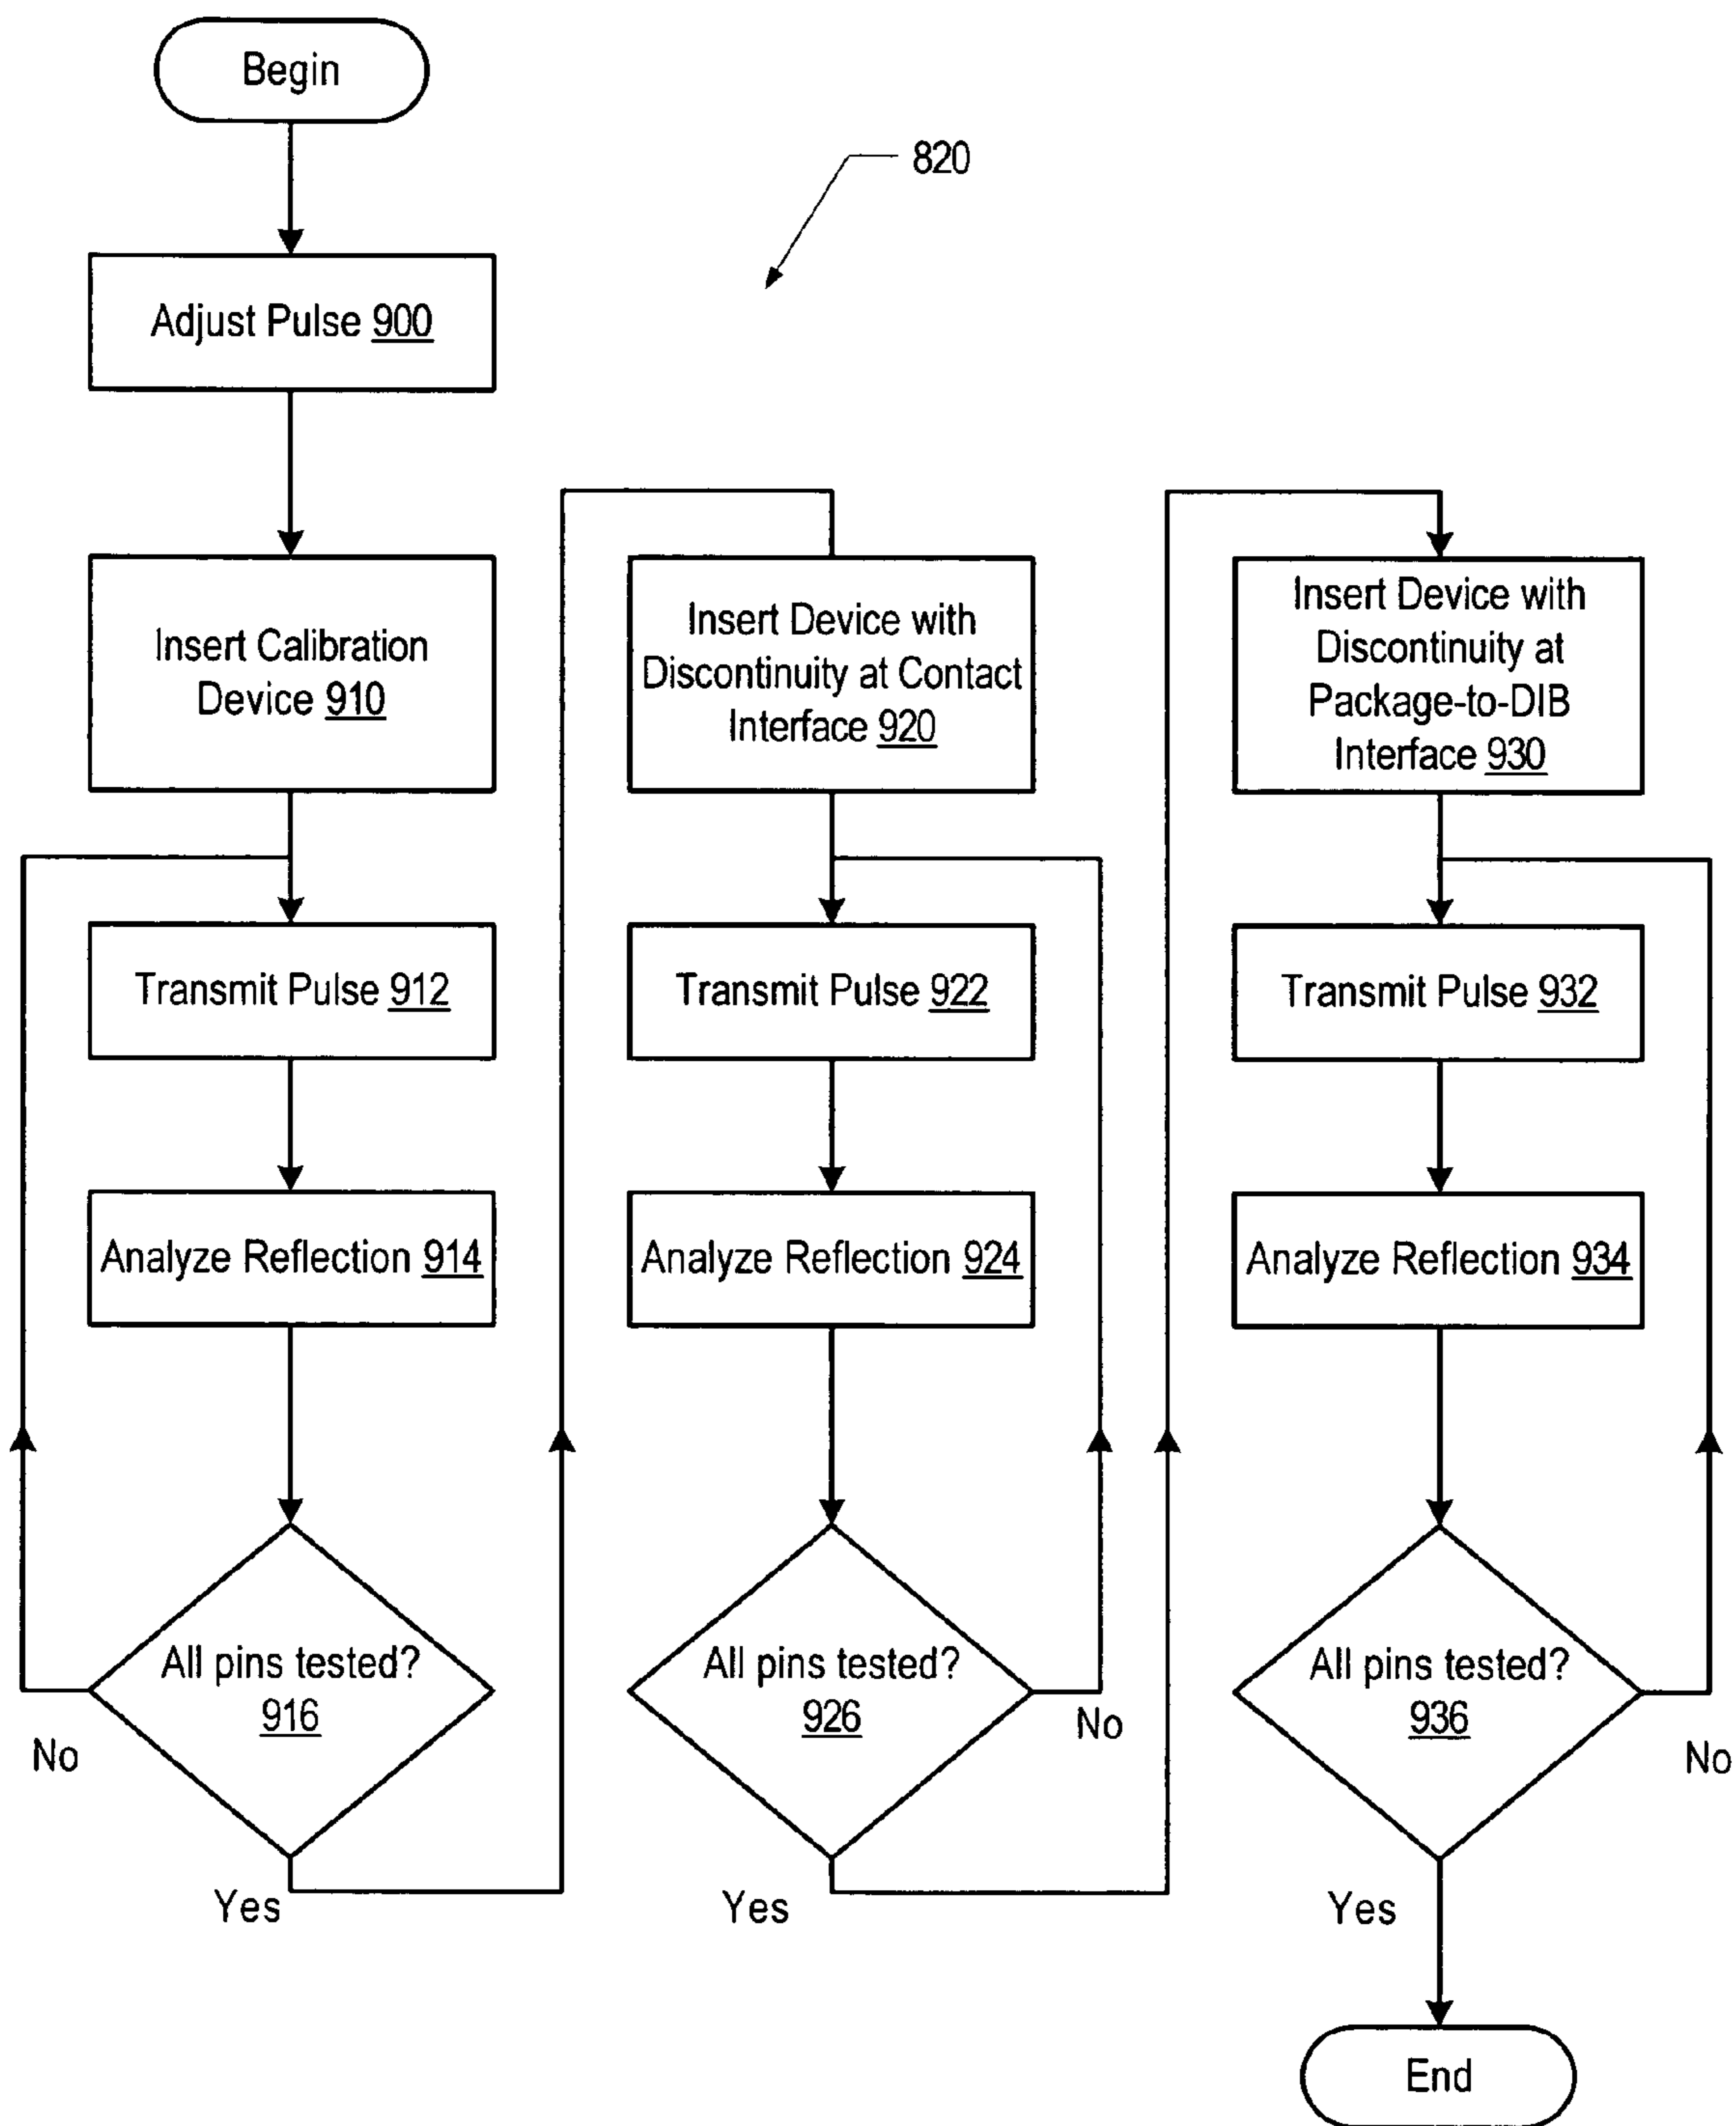 Begin
820
Adjust Pulse 900
Insert Calibration
Device 910
Transmit Pulse 912
Analyze Reflection 914
All pins tested?
916
No
Yes
Insert Device with
Discontinuity at Contact
Interface 920
Transmit Pulse 922
Analyze Reflection 924
All pins tested?
926
No
Yes
Insert Device with
Discontinuity at
Package-to-DIB
Interface 930
Transmit Pulse 932
Analyze Reflection 934
All pins tested?
936
No
Yes
End